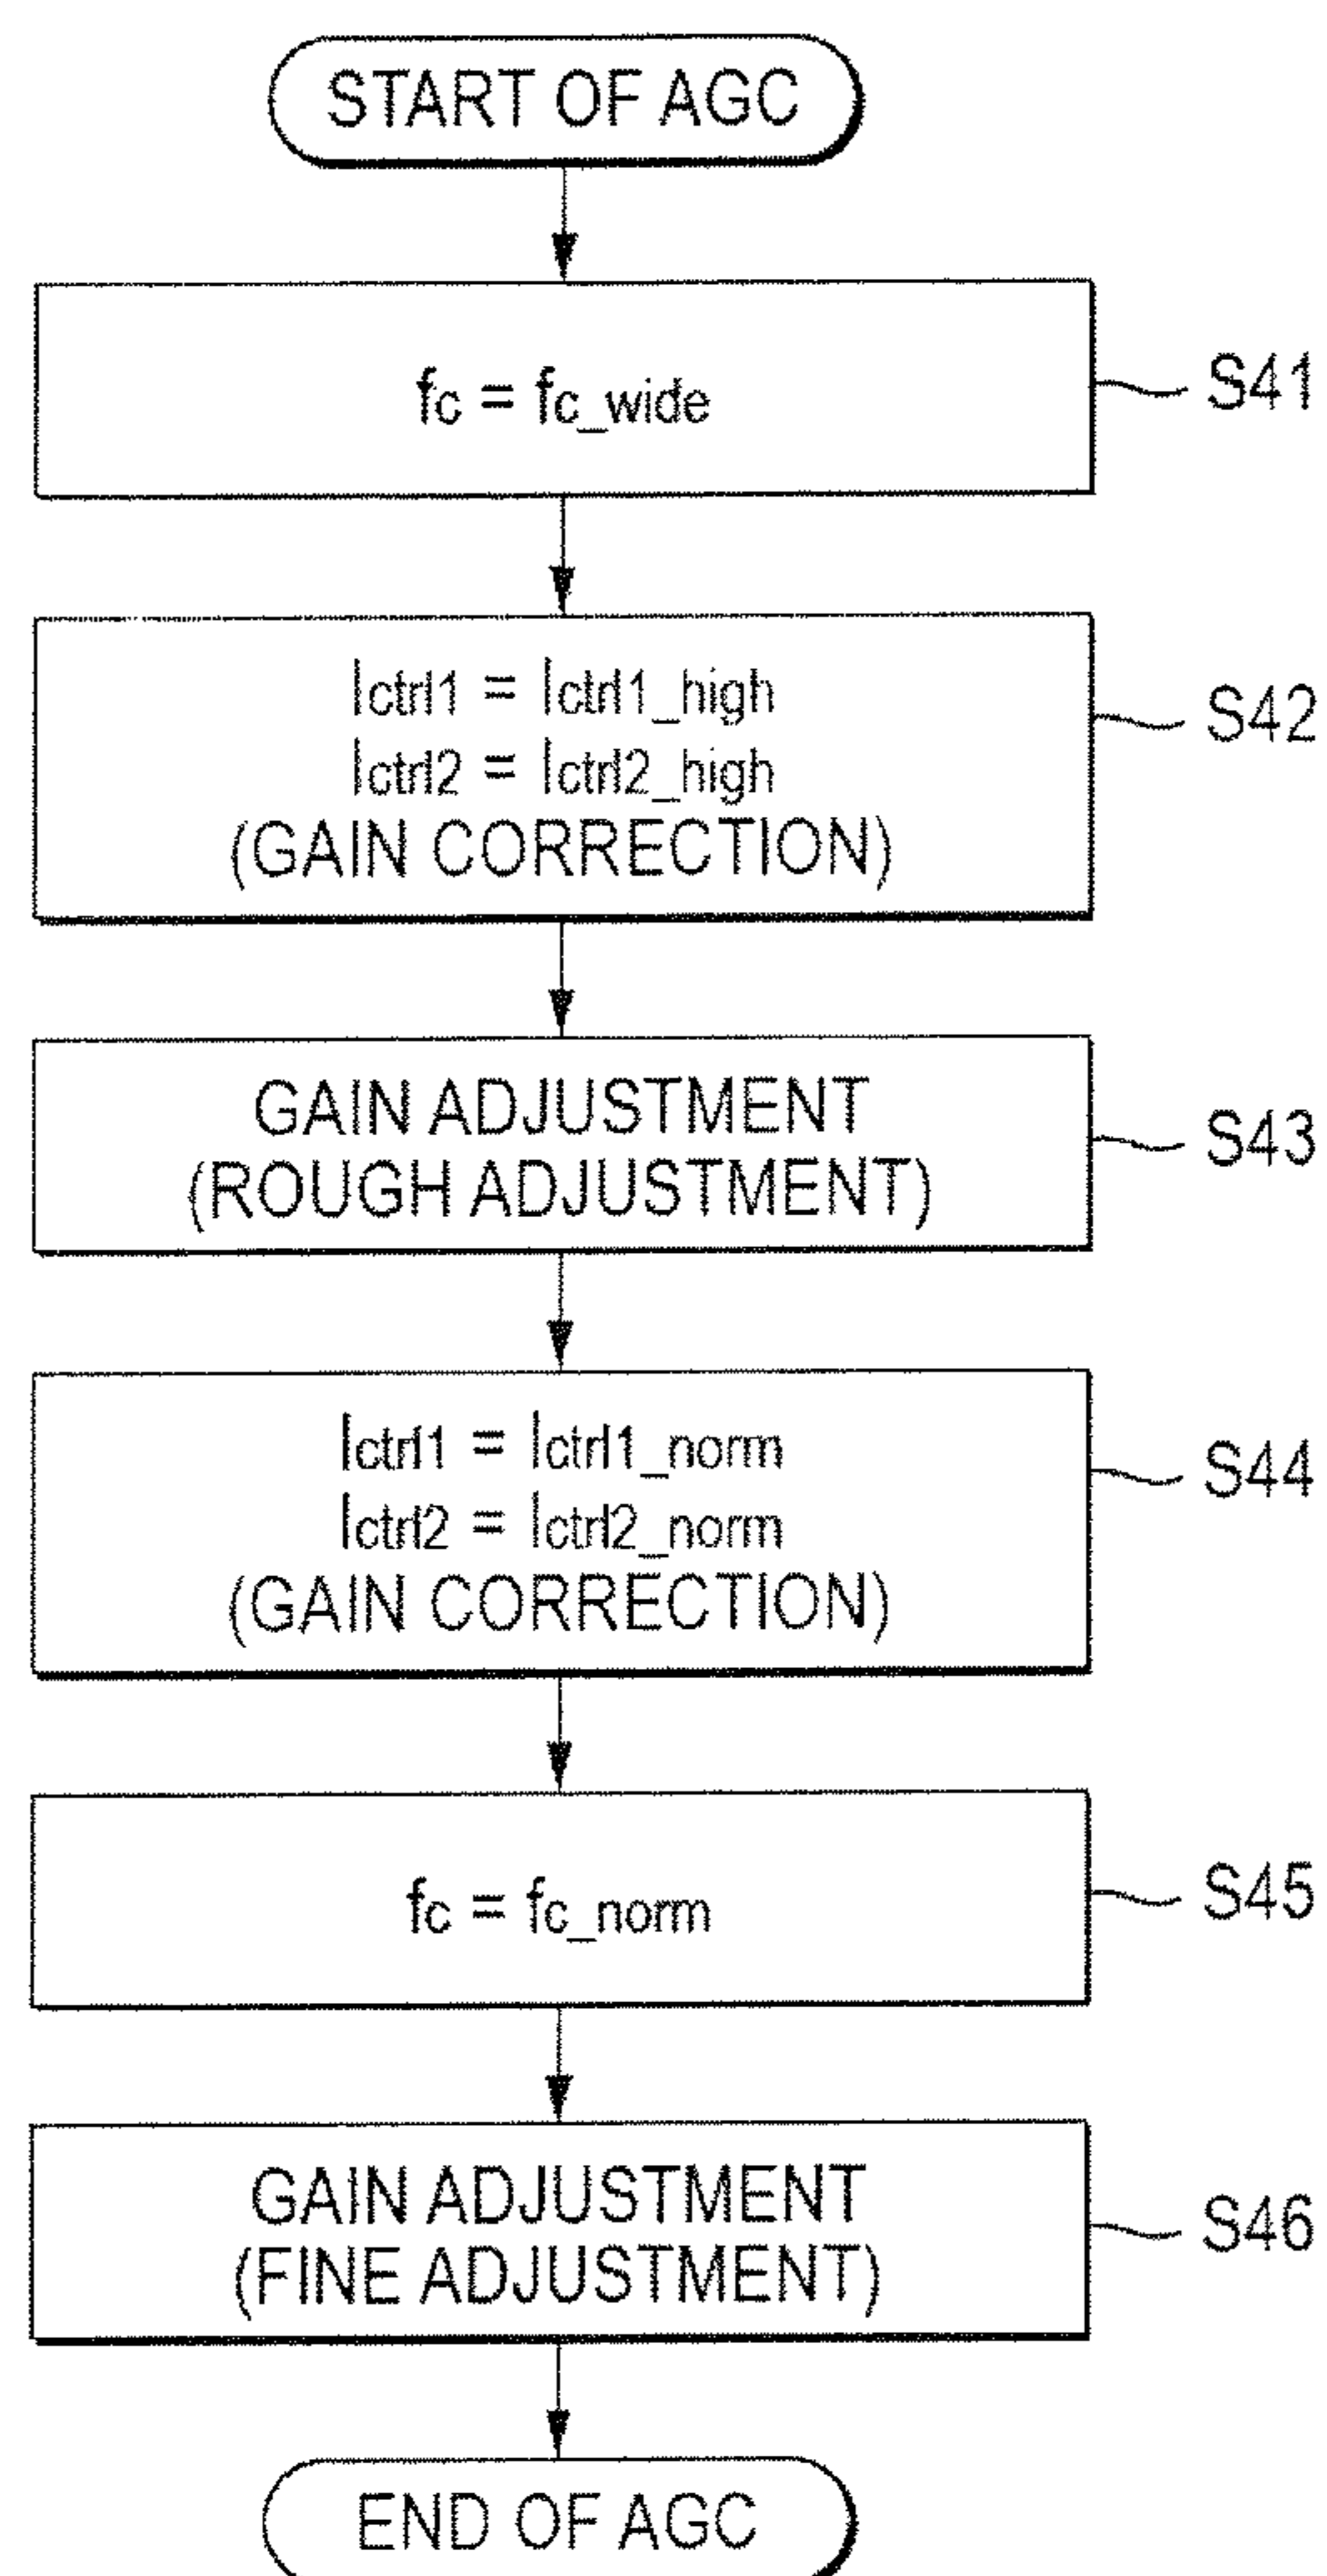 START OF AGC
fc = fc_wide
S41
Ictrl1 = Ictrl1_high
Ictrl2 = Ictrl2_high
(GAIN CORRECTION)
S42
GAIN ADJUSTMENT
(ROUGH ADJUSTMENT)
S43
Ictrl1 = Ictrl1_norm
Ictrl2 = Ictrl2_norm
(GAIN CORRECTION)
S44
fc = fc_norm
S45
GAIN ADJUSTMENT
(FINE ADJUSTMENT)
S46
END OF AGC